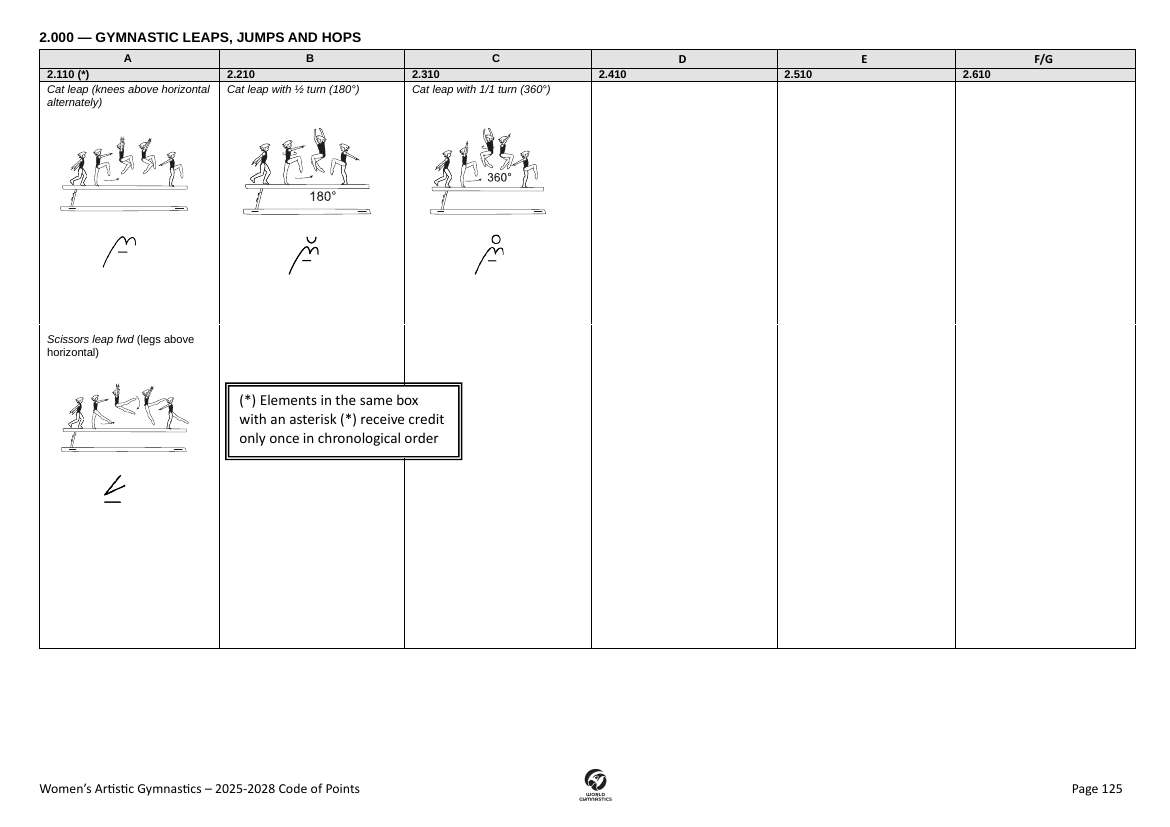 2.000 — GYMNASTIC LEAPS, JUMPS AND HOPS
A B C D E F/G
2.110 (*) 2.210 2.310 2.410 2.510 2.610
Cat leap (knees above horizontal
alternately)
Cat leap with ½ turn (180°)
Cat leap with 1/1 turn (360°)
180°
360°
Scissors leap fwd (legs above
horizontal)
(*) Elements in the same box
with an asterisk (*) receive credit
only once in chronological order
Women's Artistic Gymnastics – 2025-2028 Code of Points
WORLD
GYMNASTICS
Page 125